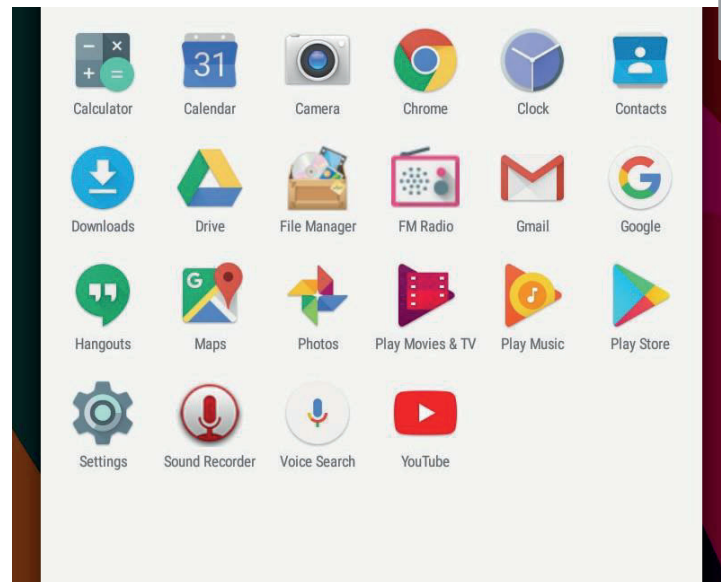 31
Calculator Calendar Camera Chrome Clock Contacts
Downloads Drive File Manager FM Radio Gmail Google
G
Hangouts Maps Photos Play Movies & TV Play Music Play Store
Settings Sound Recorder Voice Search YouTube